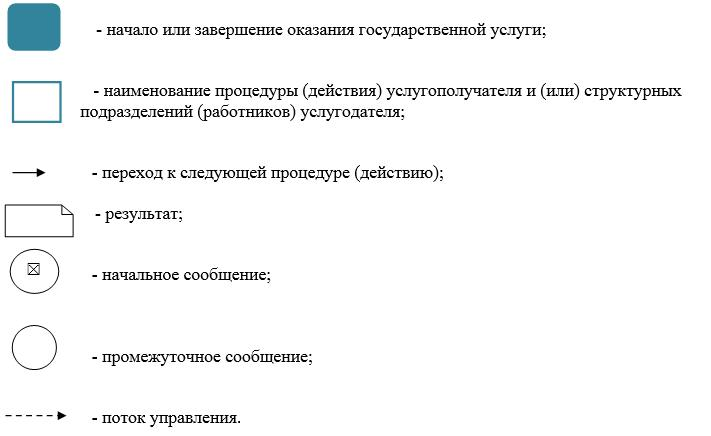 - начало или завершение оказания государственной услуги;
- наименование процедуры (действия) услугополучателя и (или) структурных
подразделений (работников) услугодателя;
- переход к следующей процедуре (действию);
- результат;
- начальное сообщение;
- промежуточное сообщение;
- поток управления.